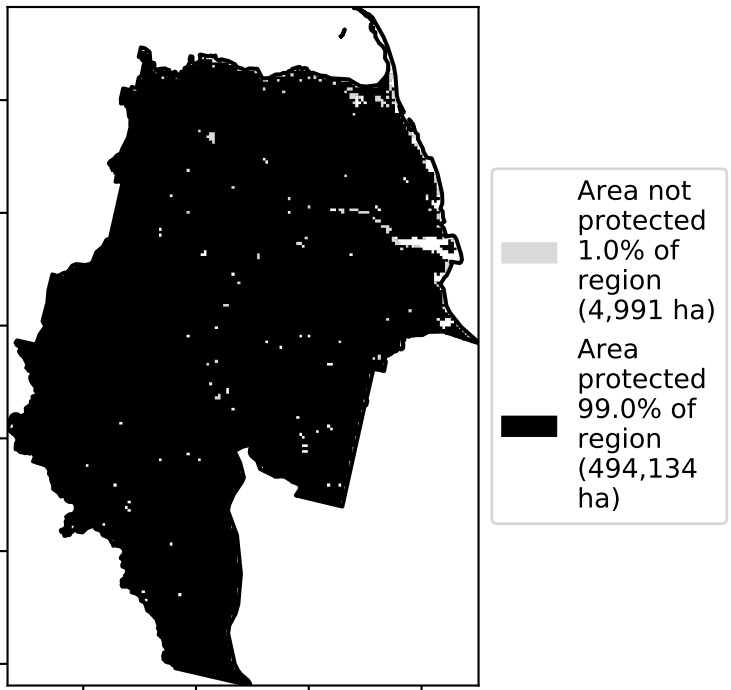 Area not
protected
1.0% of
region
(4,991 ha)
Area
protected
99.0% of
region
(494,134
ha)